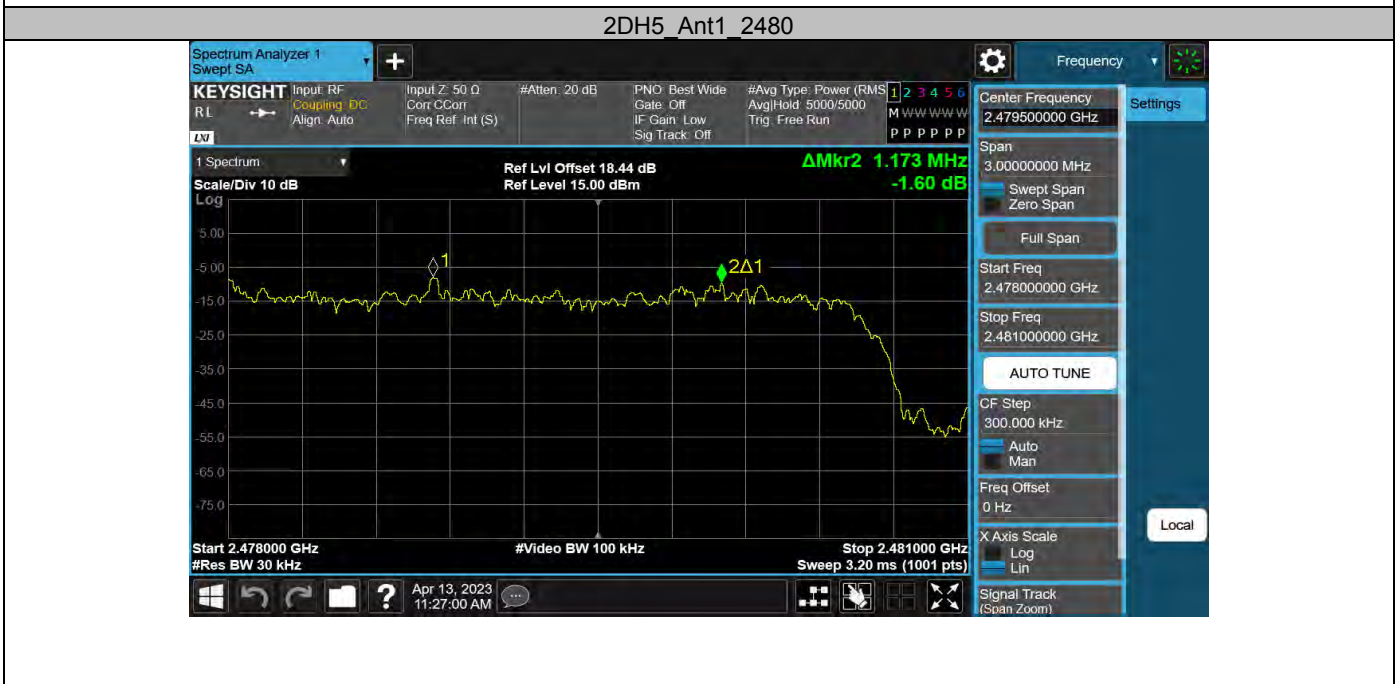 2DH5_Ant1_2480
Spectrum Analyzer 1
Swept SA
Frequency
KEYSIGHT
R L
LXI
Input: RF
Coupling: DC
Align: Auto
Input Z: 50 Ω
Corr CCorr
Freq Ref: Int (S)
#Atten: 20 dB
PNO: Best Wide
Gate: Off
IF Gain: Low
Sig Track: Off
#Avg Type: Power (RMS
Avg|Hold: 5000/5000
Trig: Free Run
1 2 3 4 5 6
M W W W W W
P P P P P P
1 Spectrum
Scale/Div 10 dB
Log
Ref Lvl Offset 18.44 dB
Ref Level 15.00 dBm
ΔMkr2 1.173 MHz
-1.60 dB
5.00
-5.00
-15.0
-25.0
-35.0
-45.0
-55.0
-65.0
-75.0
1
2Δ1
Start 2.478000 GHz
#Res BW 30 kHz
#Video BW 100 kHz
Stop 2.481000 GHz
Sweep 3.20 ms (1001 pts)
Center Frequency
2.479500000 GHz
Settings
Span
3.00000000 MHz
Swept Span
Zero Span
Full Span
Start Freq
2.478000000 GHz
Stop Freq
2.481000000 GHz
AUTO TUNE
CF Step
300.000 kHz
Auto
Man
Freq Offset
0 Hz
X Axis Scale
Log
Lin
Local
Signal Track
(Span Zoom)
?
Apr 13, 2023
11:27:00 AM